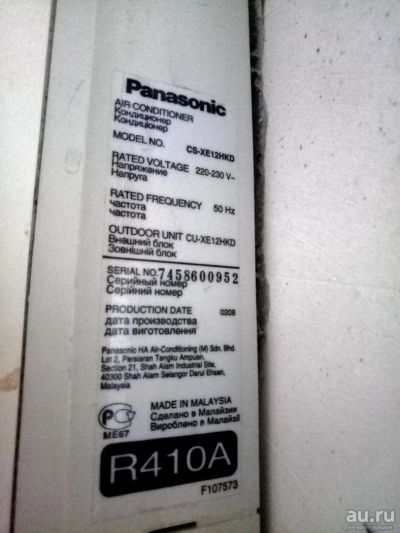 Panasonic
AIR CONDITIONER
Кондиционер
Кондиціонер
MODEL NO. CS-XE12HKD
RATED VOLTAGE 220-230 V~
Напряжение
Напруга
RATED FREQUENCY 50 Hz
частота
частота
OUTDOOR UNIT CU-XE12HKD
Внешний блок
Зовнішній блок
SERIAL NO. 7458600952
Серийный номер
Серійний номер
PRODUCTION DATE 0208
дата производства
дата виготовлення
Panasonic HA Air-Conditioning (M) Sdn. Bhd.
Lot 2, Persiaran Tengku Ampuan,
Section 21, Shah Alam Industrial Site,
40300 Shah Alam Selangor Darul Ehsan,
Malaysia
РС
ME67
MADE IN MALAYSIA
Сделано в Малайзии
Вироблено в Малайзії
R410A
F107573
au.ru